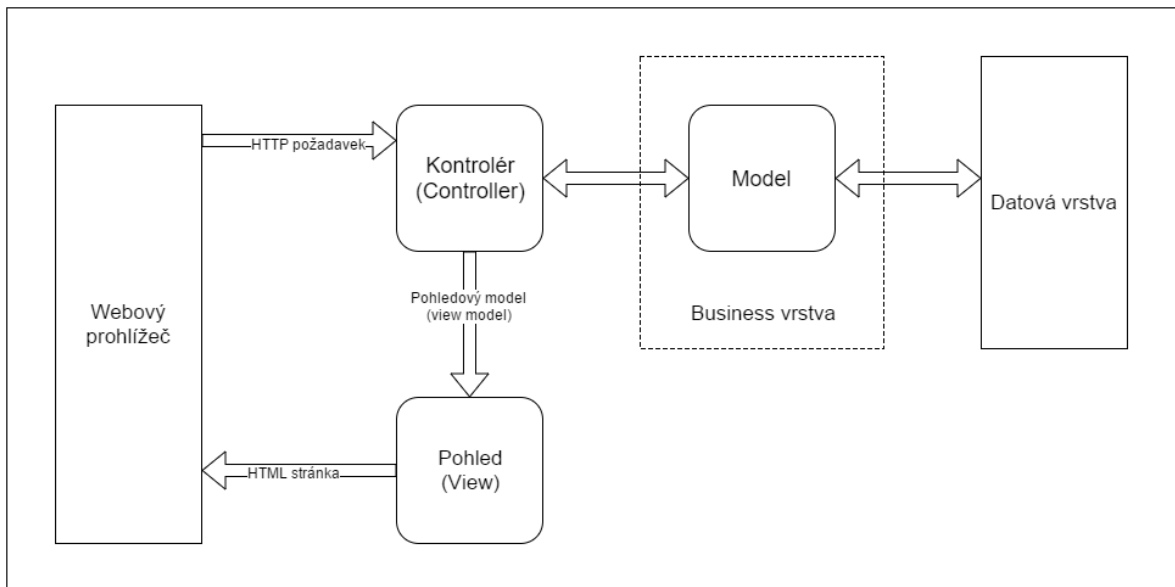 HTTP požadavek
Kontrolér
(Controller)
Model
Datová vrstva
Webový
prohlížeč
Pohledový model
(view model)
Business vrstva
HTML stránka
Pohled
(View)